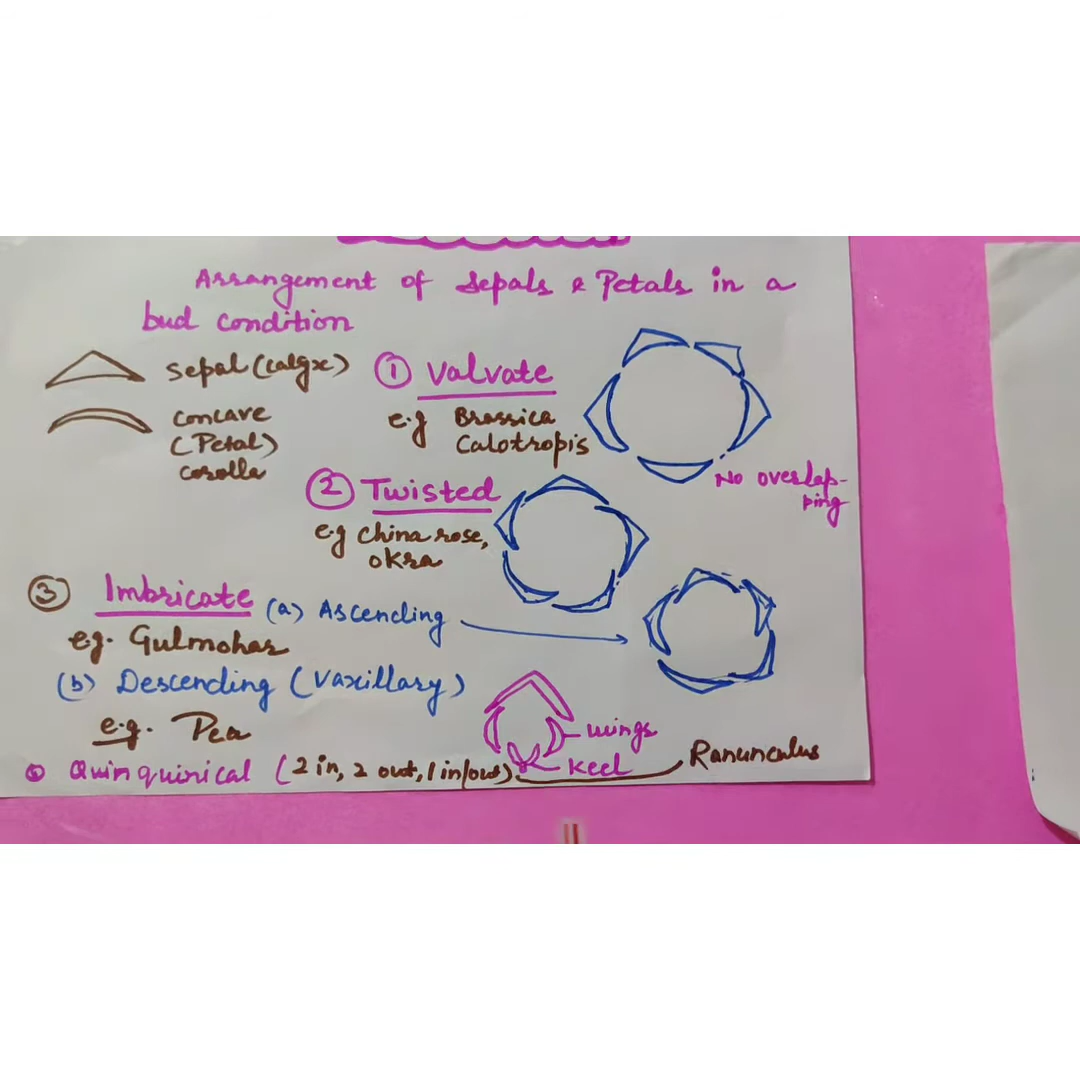 Arrangement of Sepals & Petals in a
bud condition
sepal (calyx)
concave
(Petal)
corolla
① Valvate
e.g Brassica
Calotropis
No overlap-
ping
② Twisted
e.g China rose,
okra
③ Imbricate (a) Ascending
eg. Gulmohar
(b) Descending (Vaxillary)
e.g. Pea
wings
Keel
Quinquinical (2 in, 2 out, 1 in/out) Ranunculus